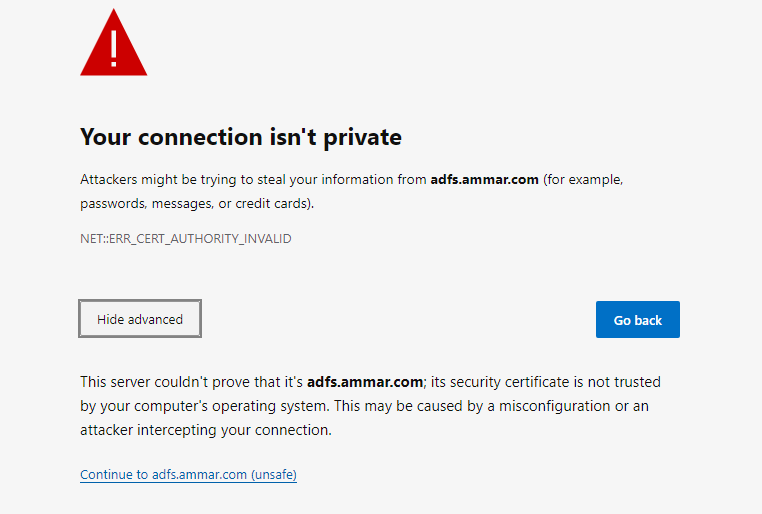 !
Your connection isn't private
Attackers might be trying to steal your information from adfs.ammar.com (for example,
passwords, messages, or credit cards).
NET::ERR_CERT_AUTHORITY_INVALID
Hide advanced
Go back
This server couldn't prove that it's adfs.ammar.com; its security certificate is not trusted
by your computer's operating system. This may be caused by a misconfiguration or an
attacker intercepting your connection.
Continue to adfs.ammar.com (unsafe)